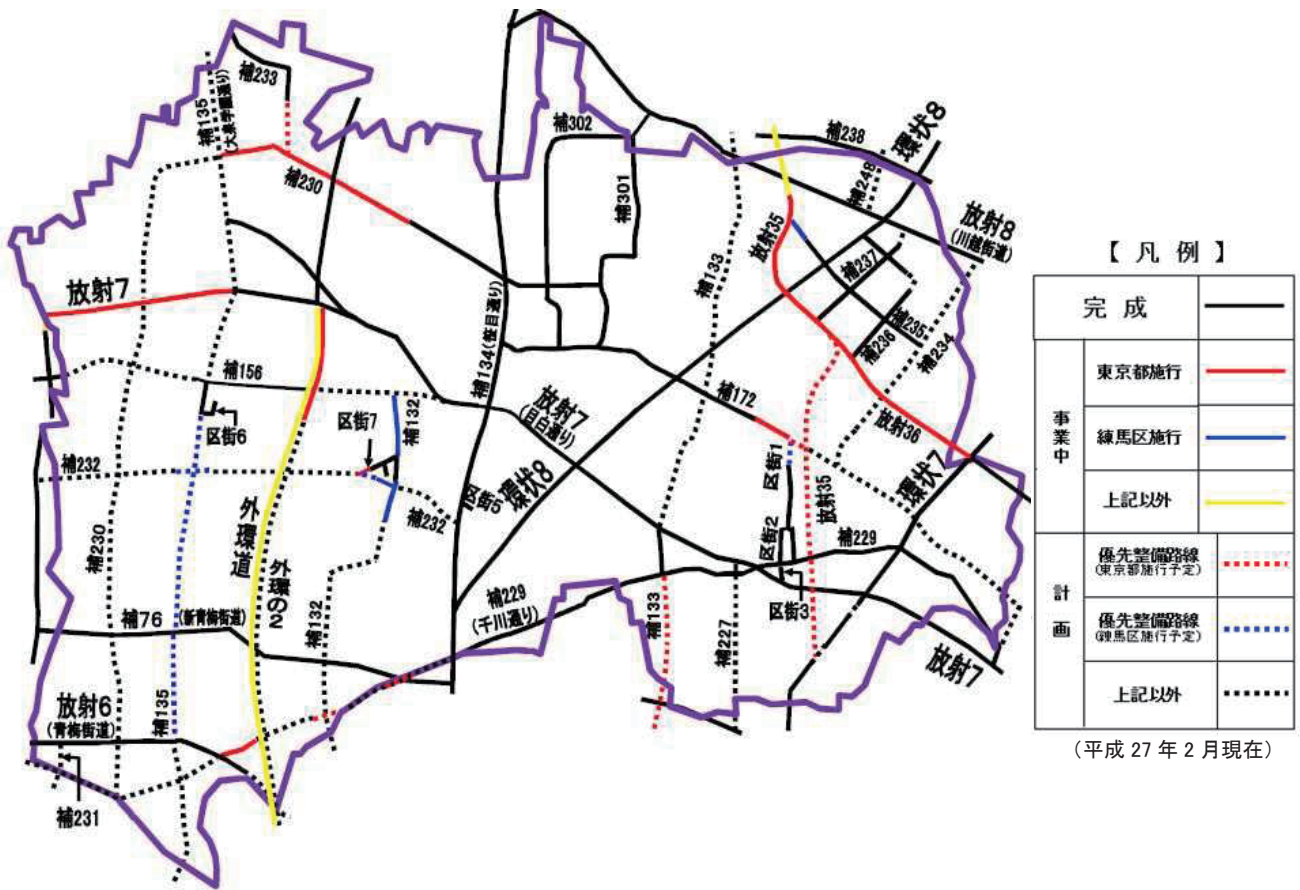 補233
補135
(大泉学園通り)
補302
補238
環状8
補248
補230
補301
放射8
(川越街道)
放射35
補133
補237
放射7
補235
補236
補234
補134(笹目通り)
補156
放射7
(目白通り)
補172
放射36
区街6
区街7
補132
区街1
環状7
補232
区街5
環状8
放射35
補232
外環道
補230
区街2
補229
外環の2
区街3
補229
(千川通り)
補132
補133
補227
補76
(新青梅街道)
放射7
放射6
(青梅街道)
補135
補231
【凡例】
完成
事業中
東京都施行
練馬区施行
上記以外
計画
優先整備路線
(東京都施行予定)
優先整備路線
(練馬区施行予定)
上記以外
(平成27年2月現在)